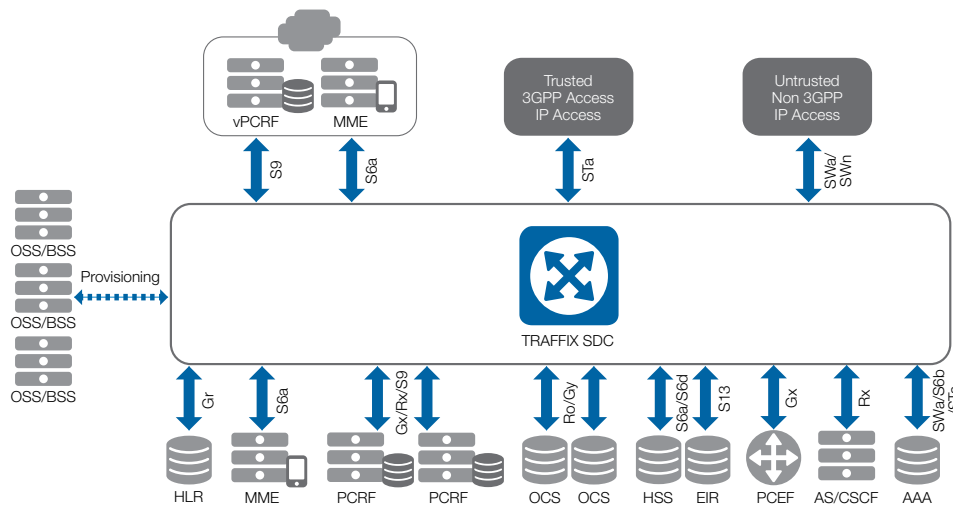 vPCRF
MME
Trusted
3GPP Access
IP Access
Untrusted
Non 3GPP
IP Access
S9
S6a
STa
SWa/
SWn
OSS/BSS
OSS/BSS
OSS/BSS
Provisioning
TRAFFIX SDC
Gr
S6a
Gx/Rx/S9
Ro/Gy
S6a/S6d
S13
Gx
Rx
SWa/S6b
HLR
MME
PCRF
PCRF
OCS
OCS
HSS
EIR
PCEF
AS/CSCF
AAA